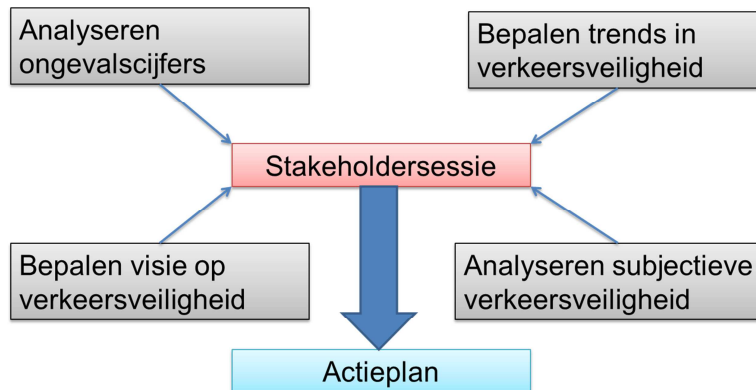 Analyseren
ongevalscijfers
Bepalen trends in
verkeersveiligheid
Stakeholdersessie
Bepalen visie op
verkeersveiligheid
Analyseren subjectieve
verkeersveiligheid
Actieplan